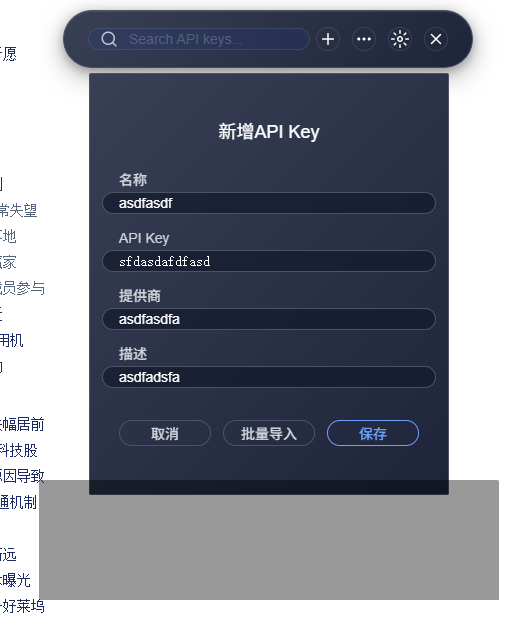 Search API keys...
愿
新增API Key
名称
asdfasdf
常失望
API Key
sfdasdafdfasd
家
提供商
员参与
asdfasdfa
用机
描述
asdfadsfa
幅居前
取消
批量导入
保存
科技股
因导致
通机制
远
曝光
好莱坞